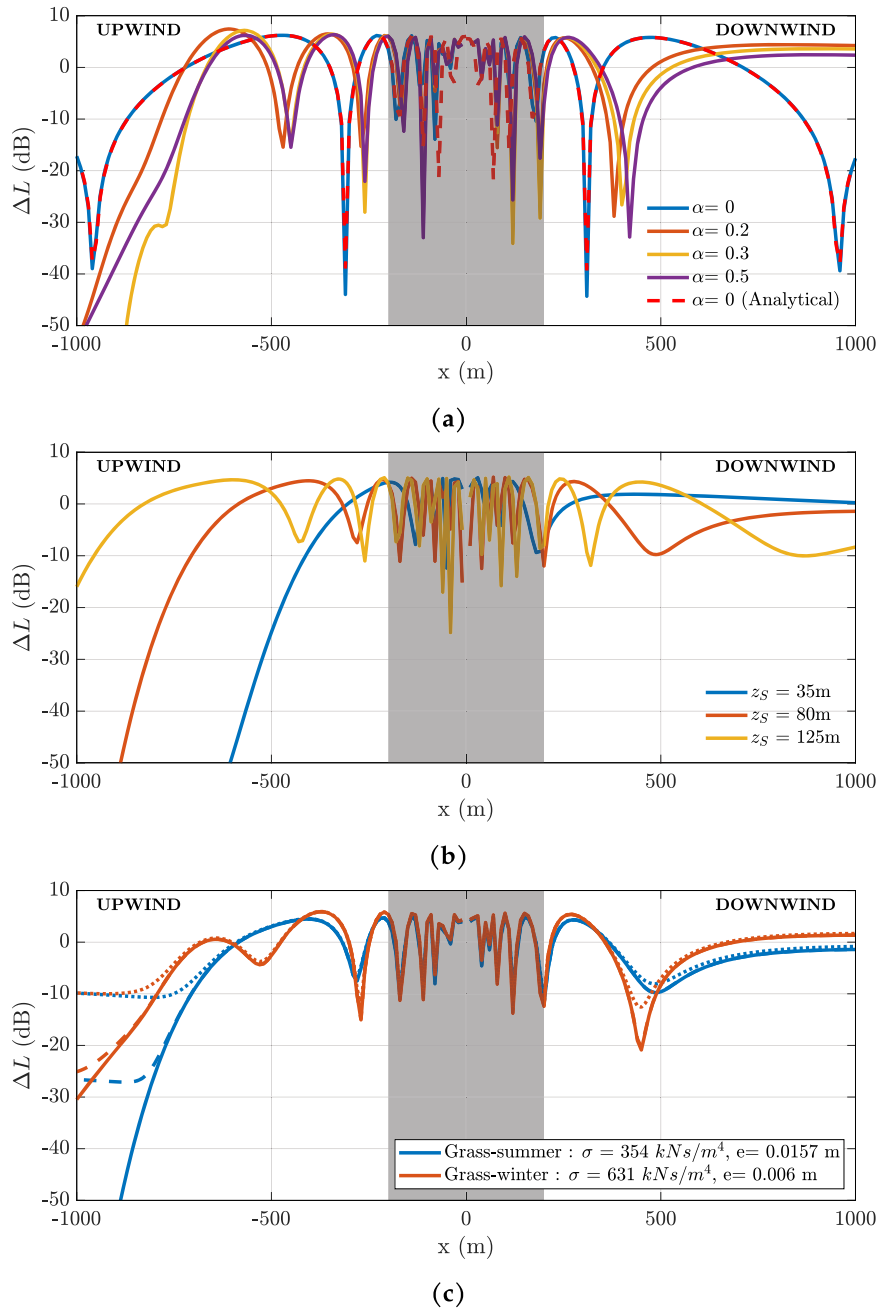 10
0
-10
-20
-30
-40
-50
ΔL (dB)
UPWIND
DOWNWIND
α= 0
α= 0.2
α= 0.3
α= 0.5
α= 0 (Analytical)
-1000
-500
0
500
1000
x (m)
(a)
10
0
-10
-20
-30
-40
-50
ΔL (dB)
UPWIND
DOWNWIND
z_S = 35m
z_S = 80m
z_S = 125m
-1000
-500
0
500
1000
x (m)
(b)
10
0
-10
-20
-30
-40
-50
ΔL (dB)
UPWIND
DOWNWIND
Grass-summer : σ = 354 kNs/m⁴, e= 0.0157 m
Grass-winter : σ = 631 kNs/m⁴, e= 0.006 m
-1000
-500
0
500
1000
x (m)
(c)